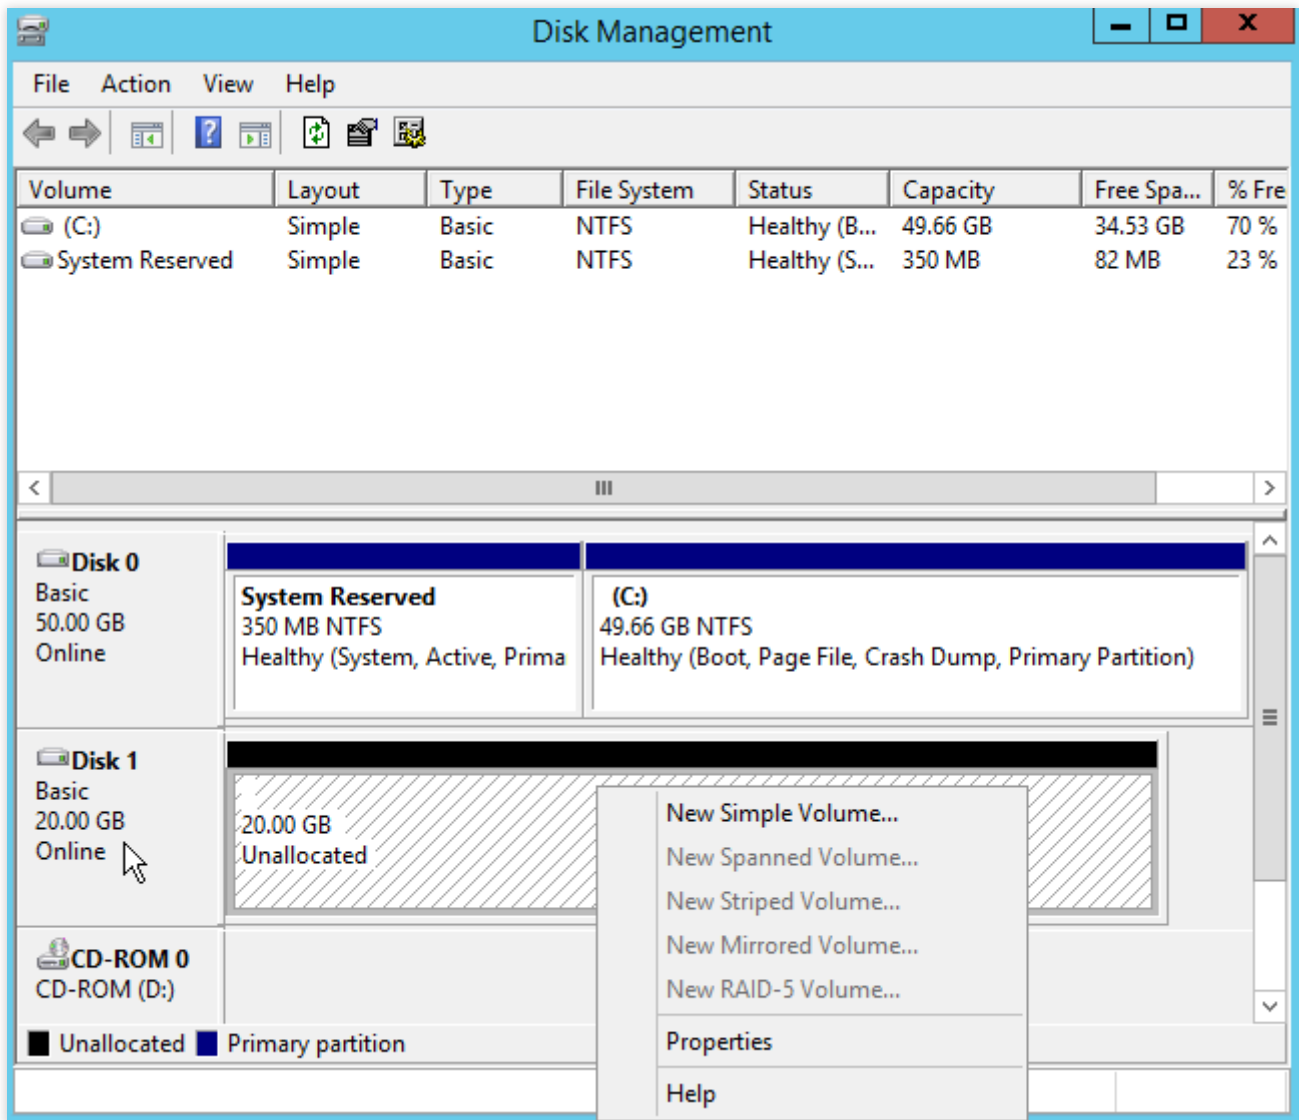 Disk Management
File Action View Help
Volume Layout Type File System Status Capacity Free Spa... % Fre
(C:) Simple Basic NTFS Healthy (B... 49.66 GB 34.53 GB 70 %
System Reserved Simple Basic NTFS Healthy (S... 350 MB 82 MB 23 %
Disk 0
Basic
50.00 GB
Online
System Reserved
350 MB NTFS
Healthy (System, Active, Prima
(C:)
49.66 GB NTFS
Healthy (Boot, Page File, Crash Dump, Primary Partition)
Disk 1
Basic
20.00 GB
Online
20.00 GB
Unallocated
New Simple Volume...
New Spanned Volume...
New Striped Volume...
New Mirrored Volume...
New RAID-5 Volume...
Properties
Help
CD-ROM 0
CD-ROM (D:)
Unallocated Primary partition